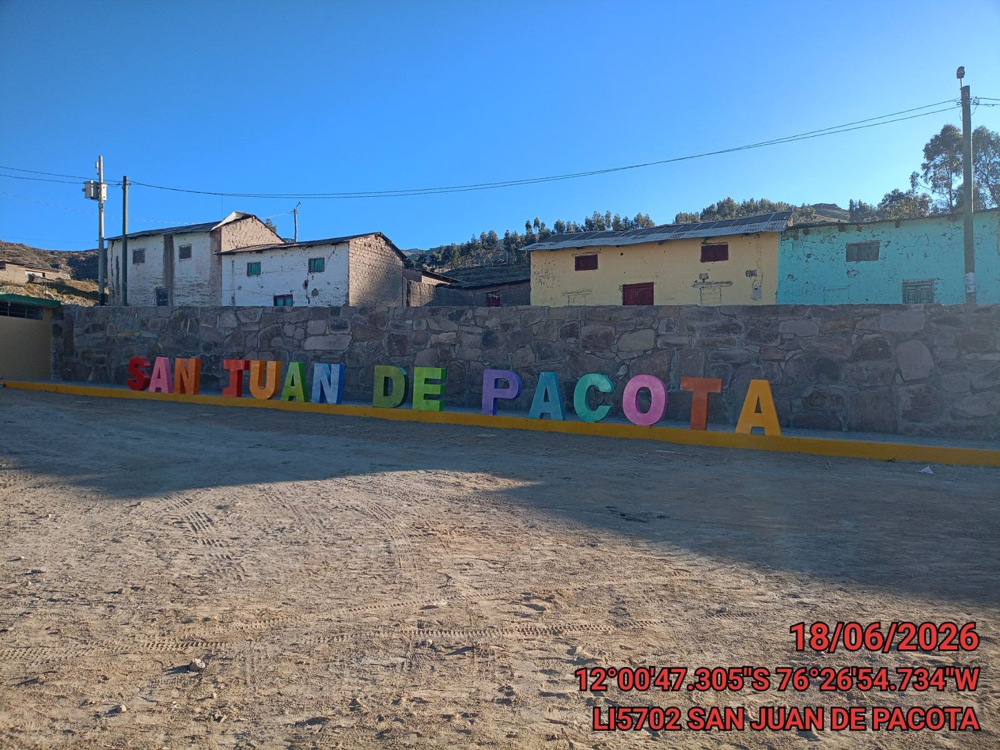 SAN JUAN DE PACOTA
18/06/2026
12°00'47.305"S 76°26'54.734"W
LI5702 SAN JUAN DE PACOTA